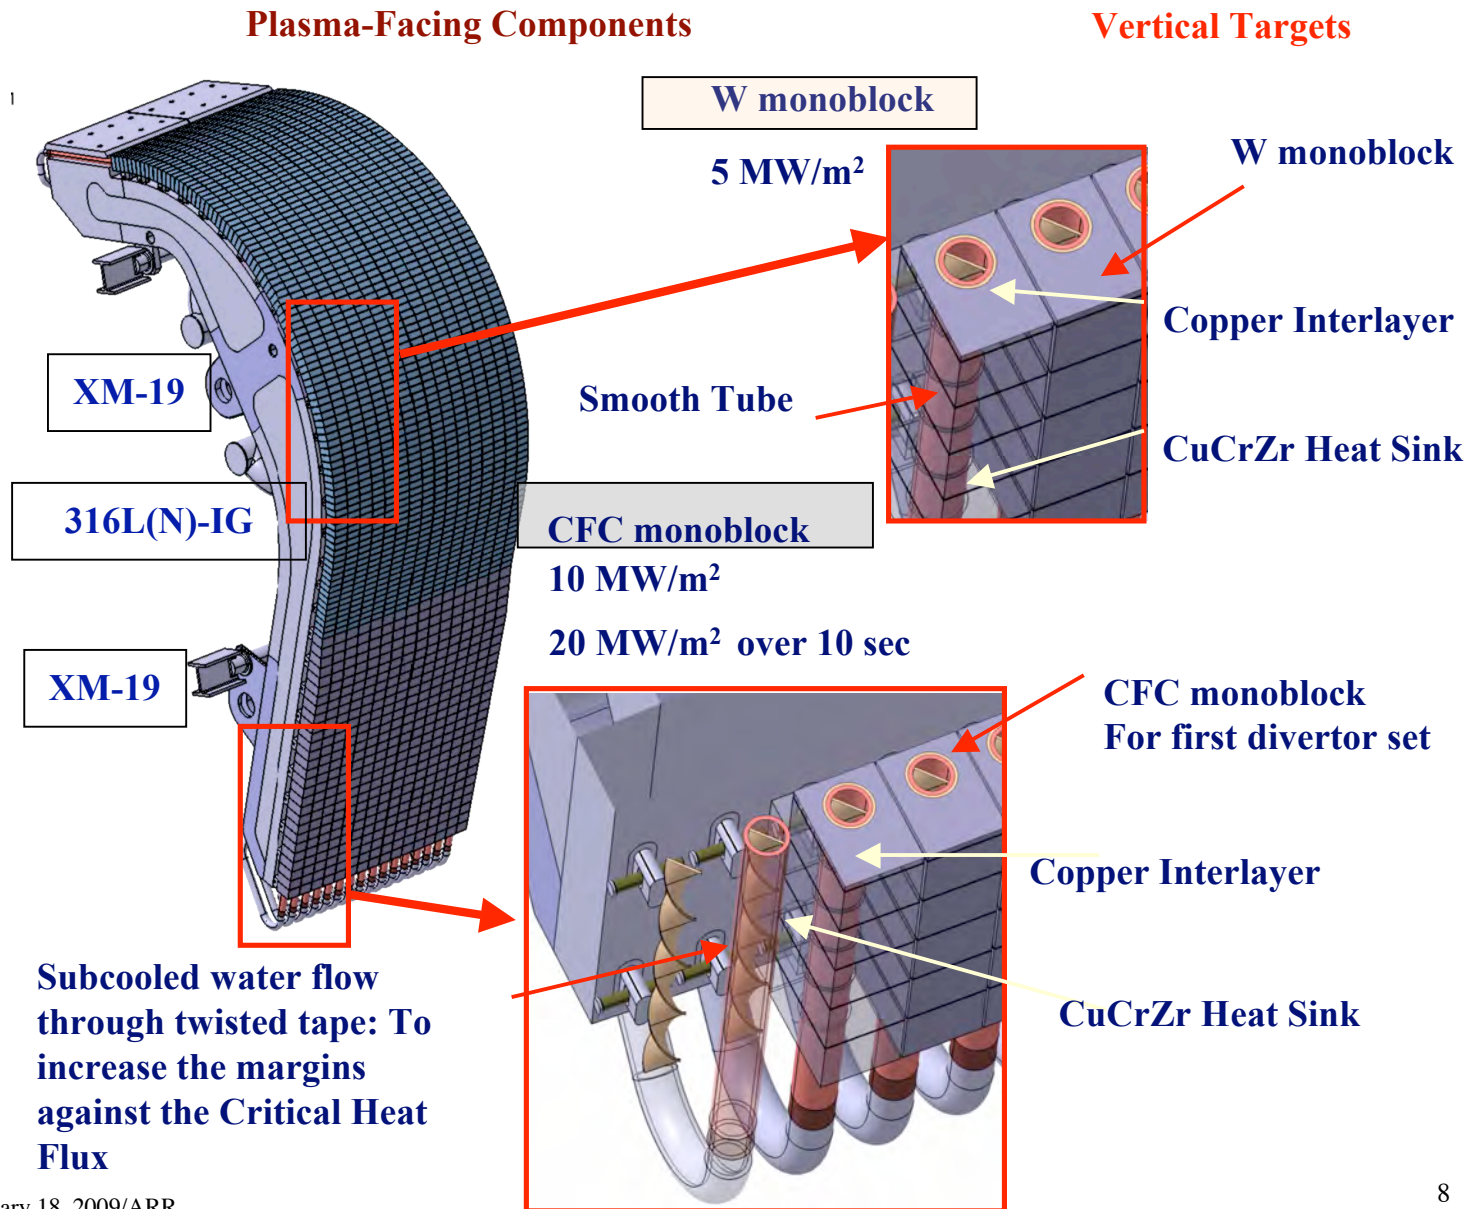 Plasma-Facing Components
Vertical Targets
W monoblock
5 MW/m²
W monoblock
Copper Interlayer
XM-19
Smooth Tube
CuCrZr Heat Sink
316L(N)-IG
CFC monoblock
10 MW/m²
20 MW/m² over 10 sec
XM-19
CFC monoblock
For first divertor set
Copper Interlayer
Subcooled water flow
through twisted tape: To
increase the margins
against the Critical Heat
Flux
CuCrZr Heat Sink
18, 2009/ARR
8